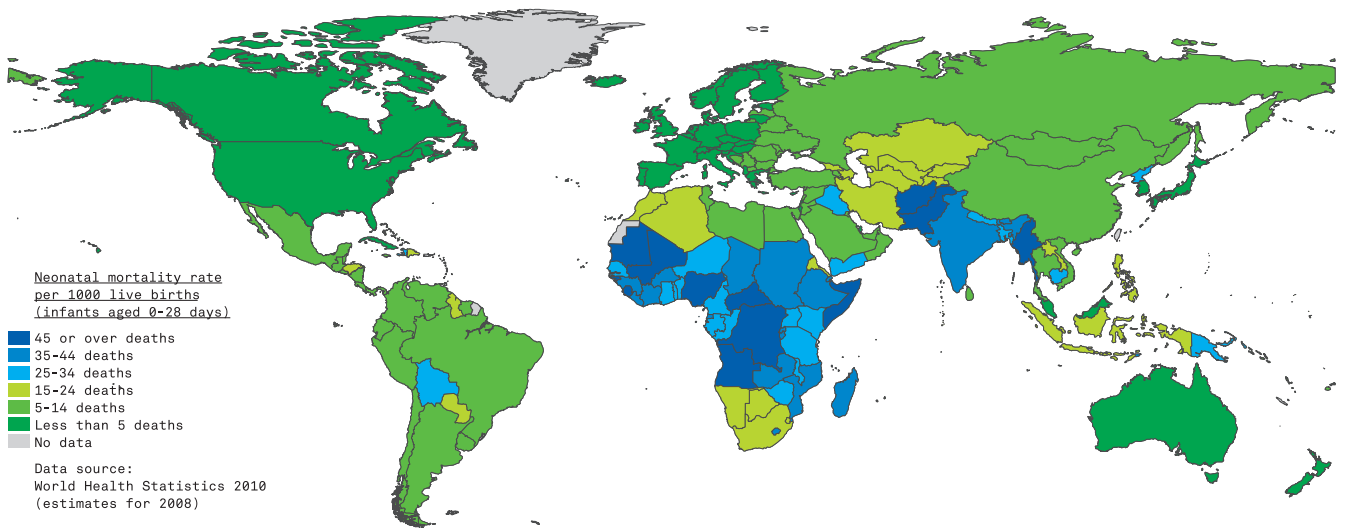 Neonatal mortality rate
per 1000 live births
(infants aged 0-28 days)
45 or over deaths
35-44 deaths
25-34 deaths
15-24 deaths
5-14 deaths
Less than 5 deaths
No data
Data source:
World Health Statistics 2010
(estimates for 2008)